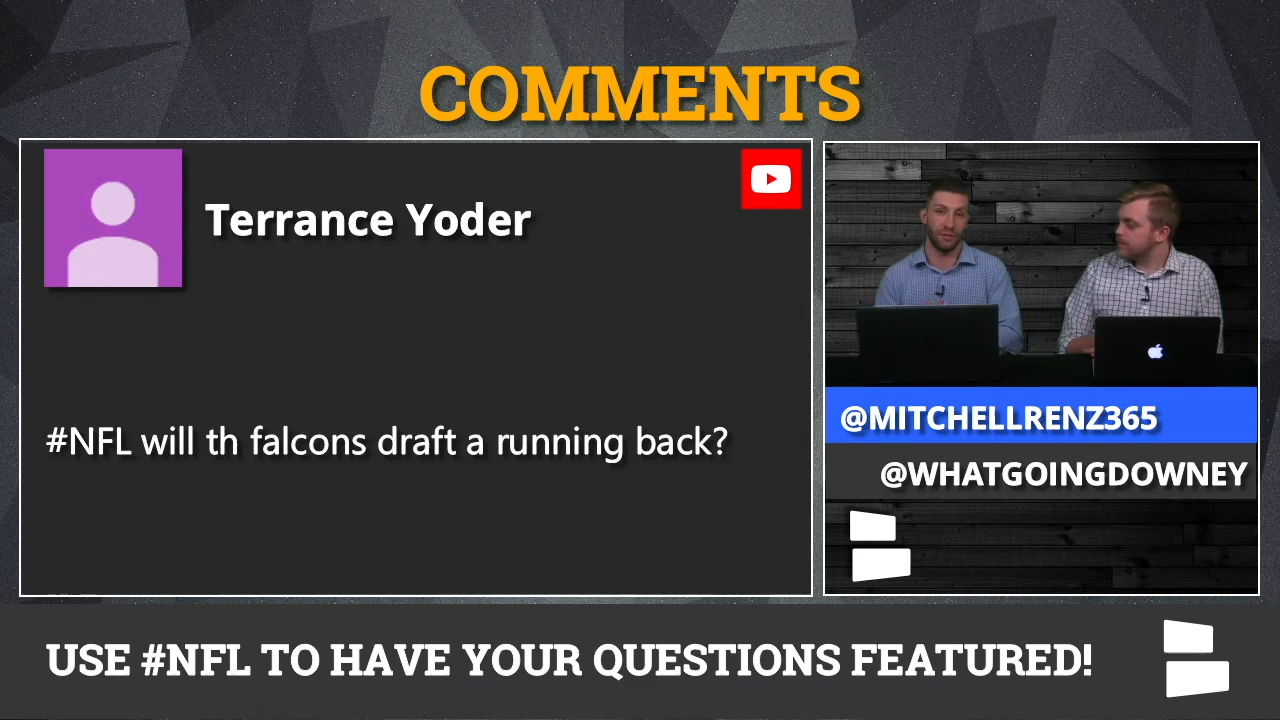 COMMENTS
Terrance Yoder
#NFL will th falcons draft a running back?
@MITCHELLRENZ365
@WHATGOINGDOWNEY
USE #NFL TO HAVE YOUR QUESTIONS FEATURED!